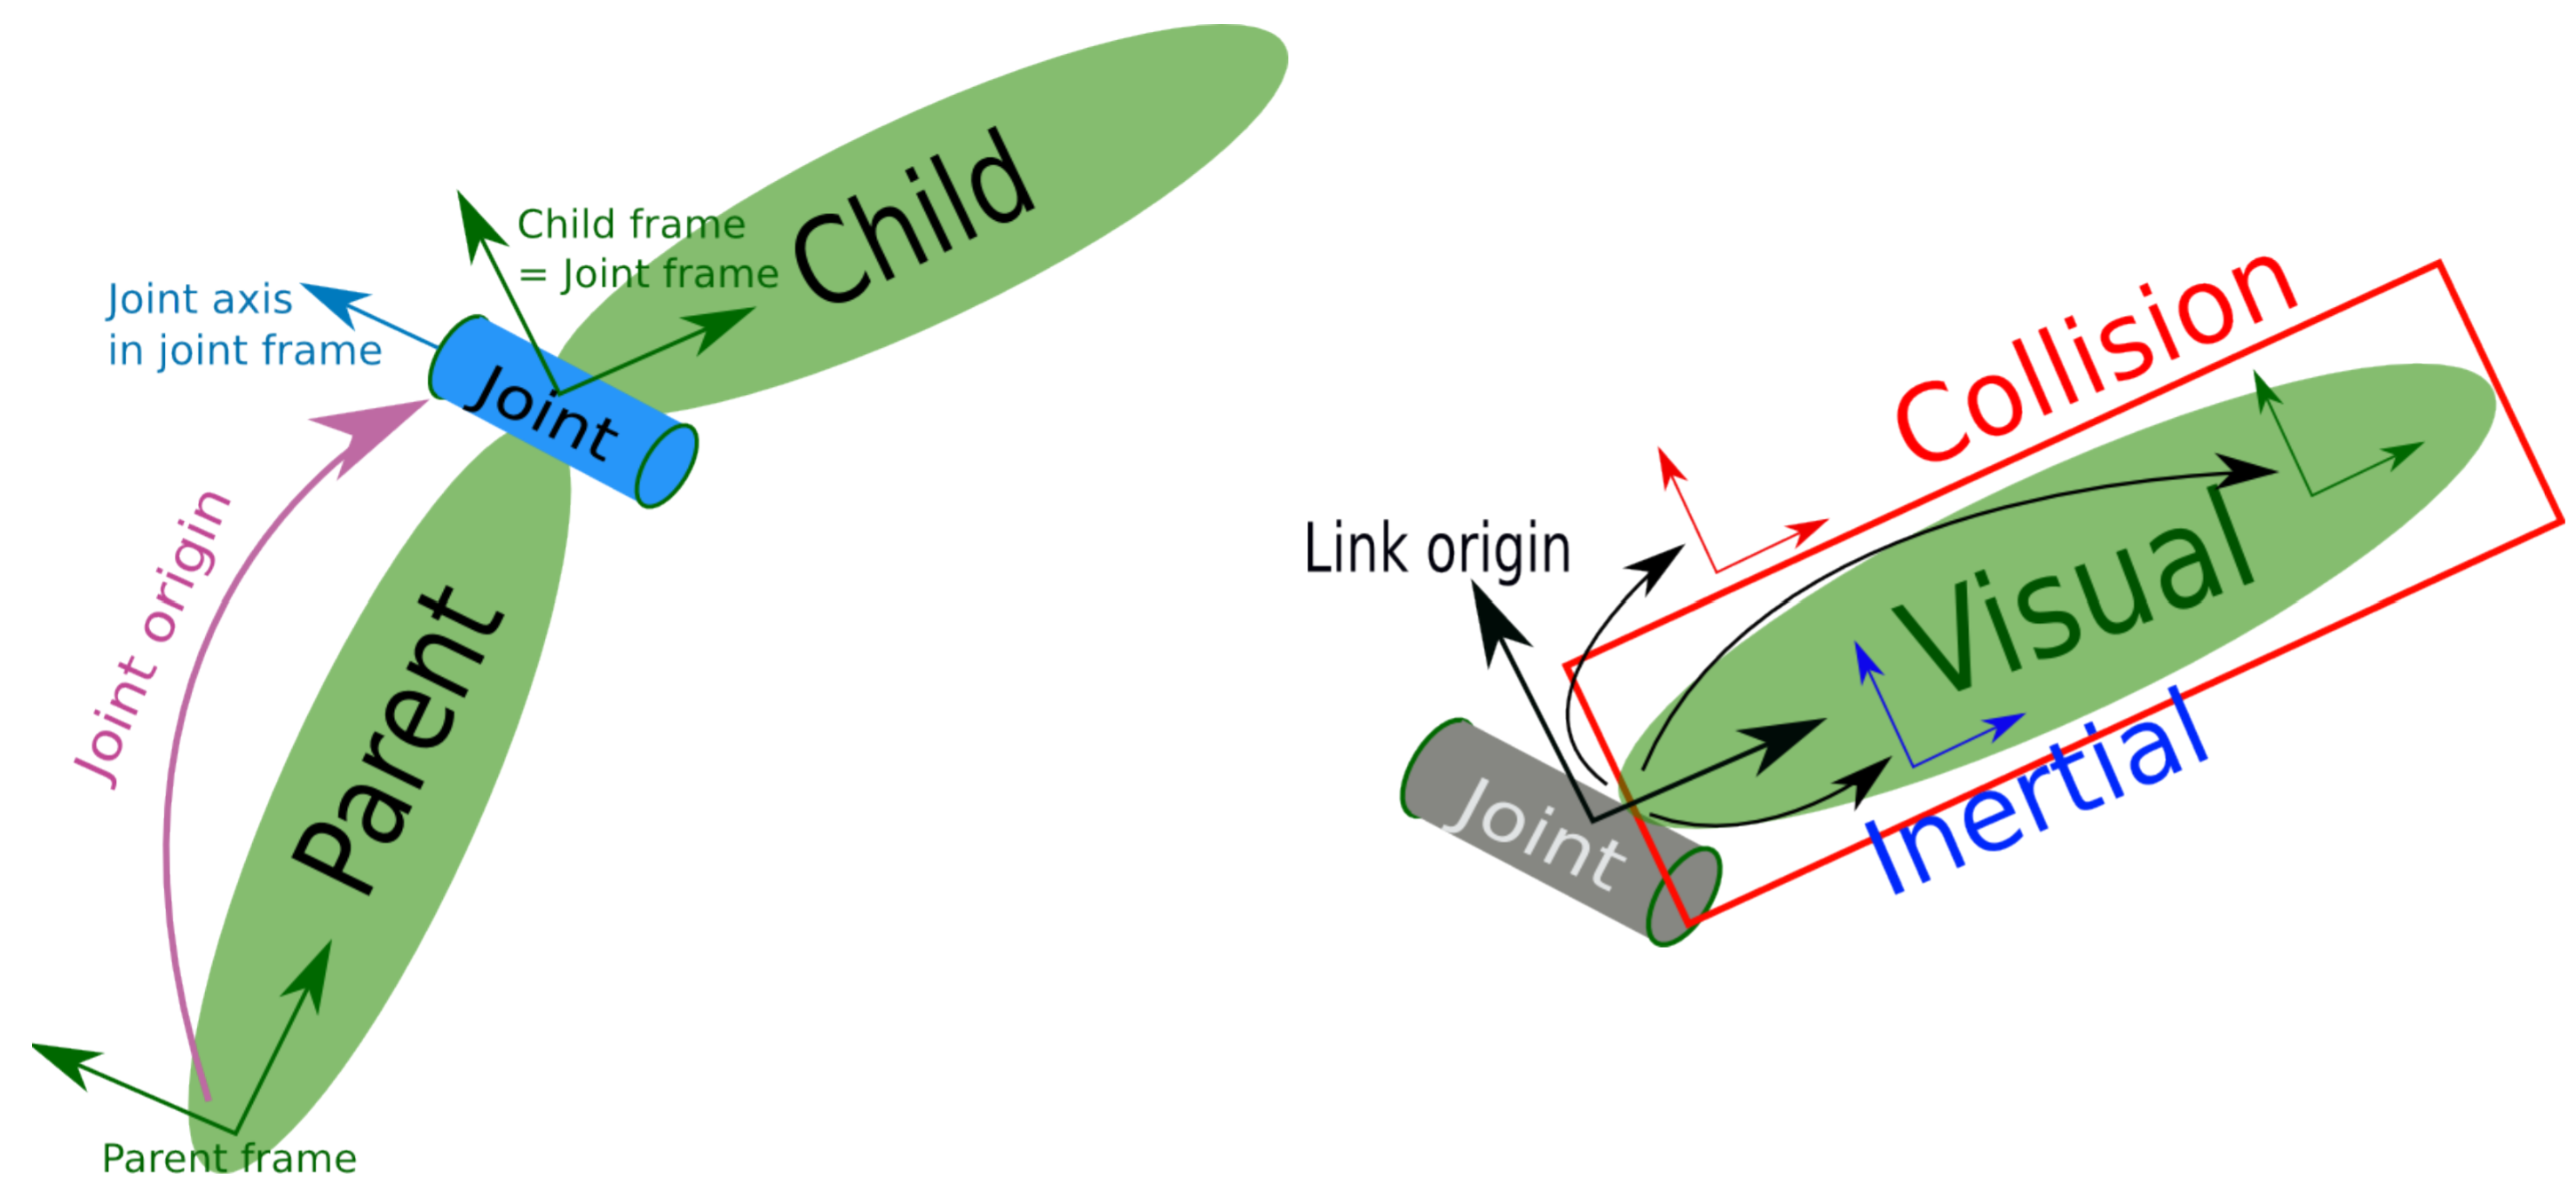 Child
Child frame
= Joint frame
Joint axis
in joint frame
Joint
Joint origin
Parent
Parent frame
Collision
Link origin
Visual
Inertial
Joint